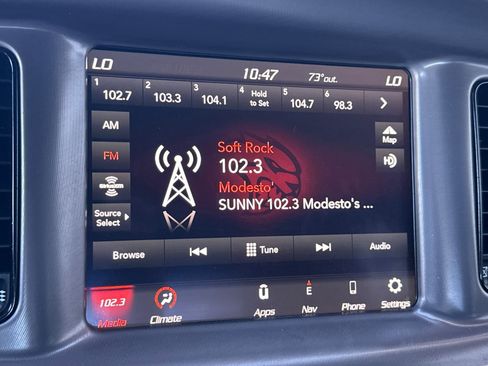 LO 10:47 73°out. LO
1 102.7 2 103.3 3 104.1 4 Hold to Set 5 104.7 6 98.3
AM
FM
SiriusXM
Source Select
Soft Rock
102.3
Modesto'
SUNNY 102.3 Modesto's ...
Map
Browse Tune Audio
102.3
Media Climate Apps E Nav Phone Settings